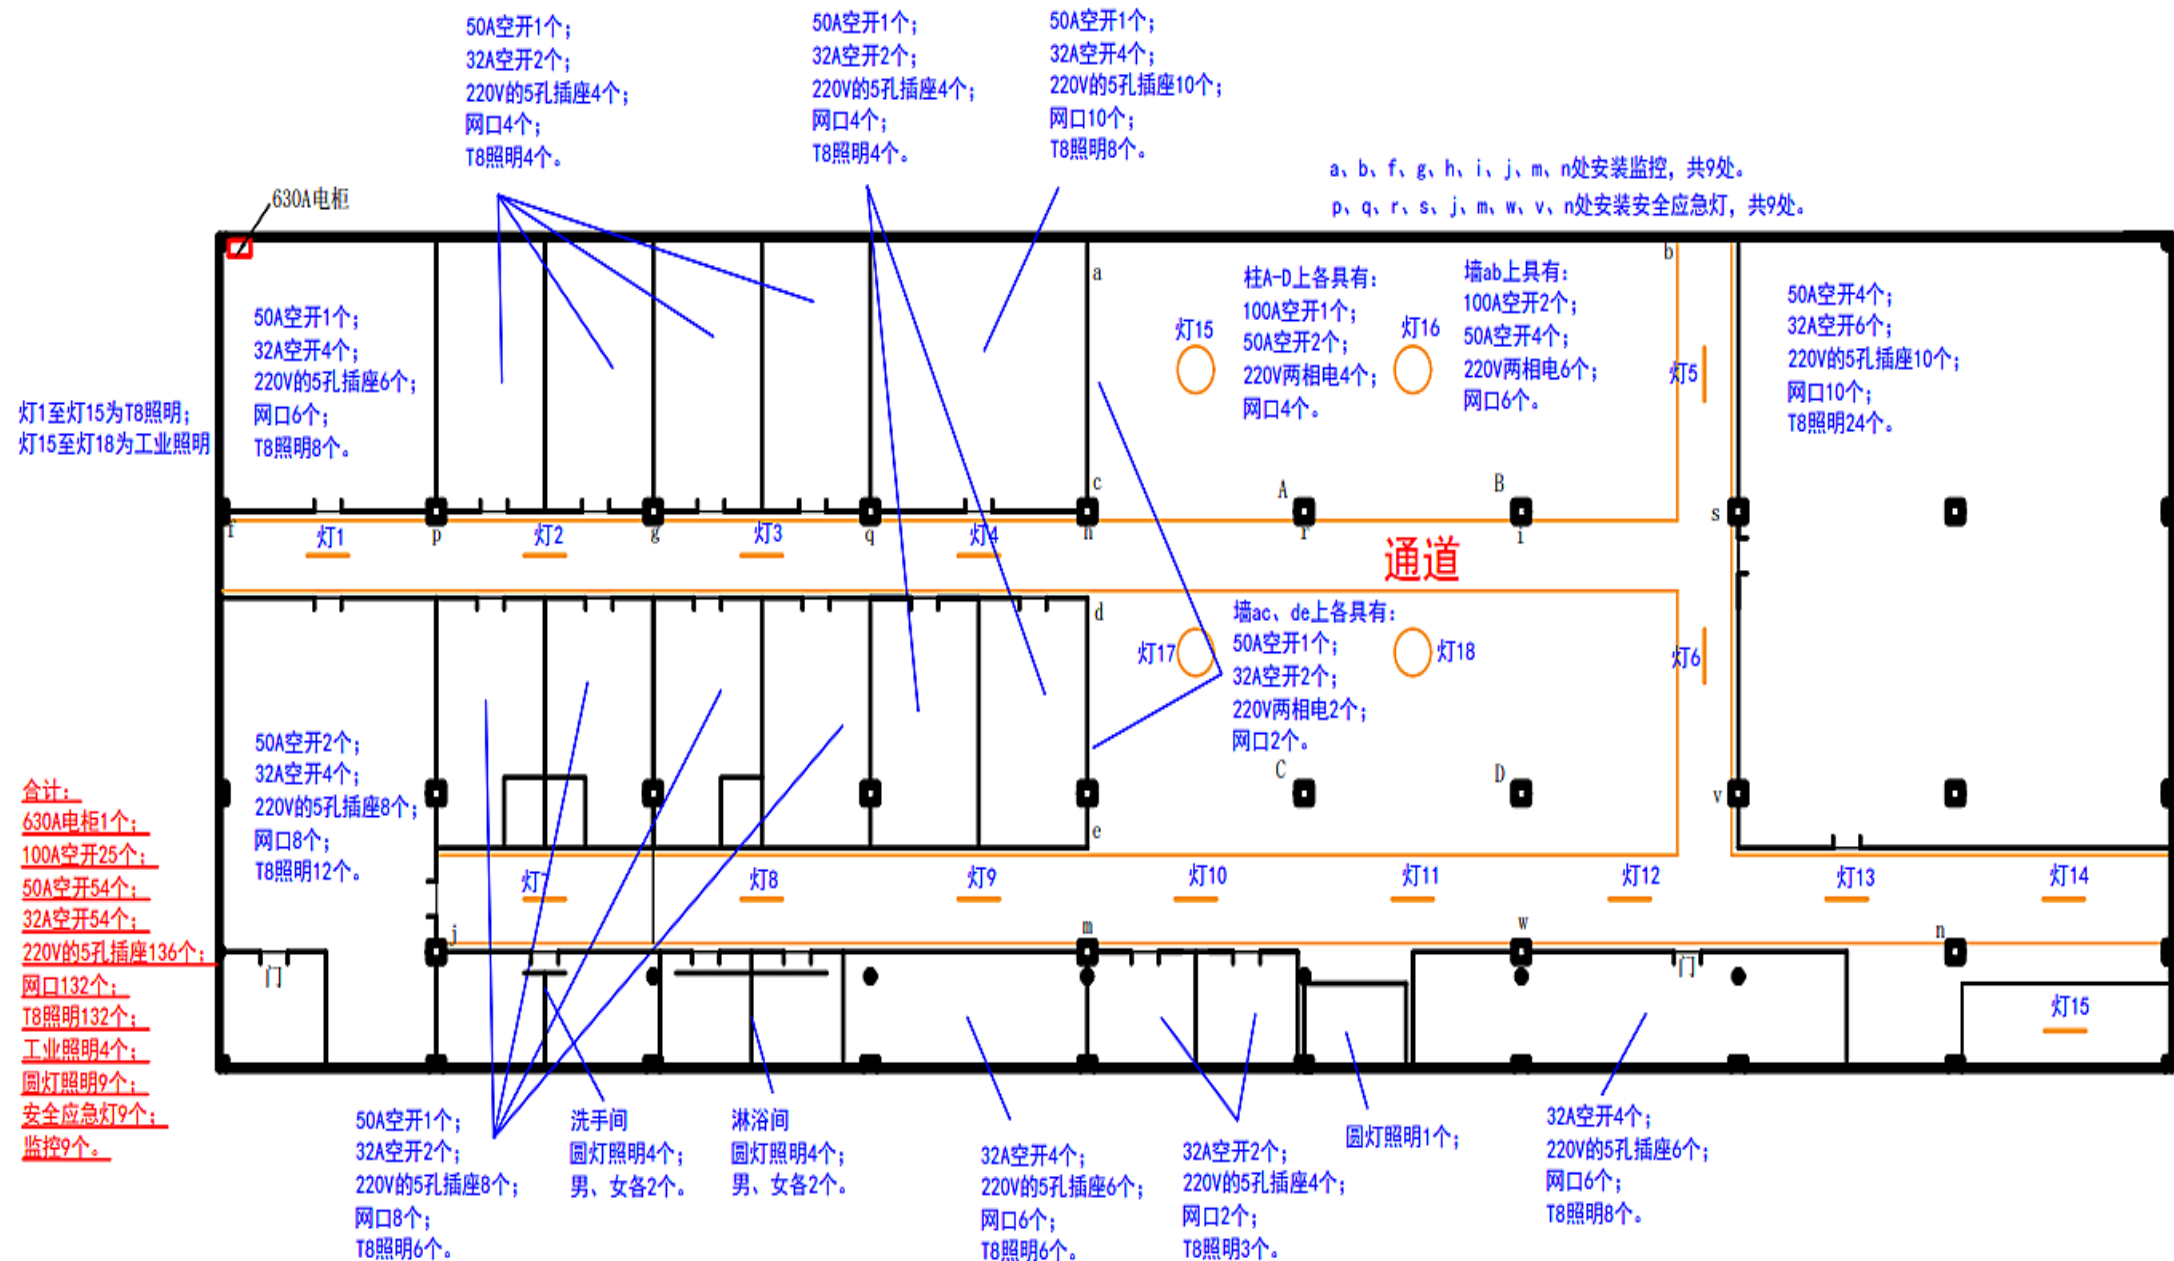 50A空开1个;
32A空开2个;
220V的5孔插座4个;
网口4个;
T8照明4个。
50A空开1个;
32A空开2个;
220V的5孔插座4个;
网口4个;
T8照明4个。
50A空开1个;
32A空开4个;
220V的5孔插座10个;
网口10个;
T8照明8个。
a、b、f、g、h、i、j、m、n处安装监控, 共9处。
p、q、r、s、j、m、w、v、n处安装安全应急灯, 共9处。
630A电柜
50A空开1个;
32A空开4个;
220V的5孔插座6个;
网口6个;
T8照明8个。
灯1至灯15为T8照明;
灯15至灯18为工业照明
a
b
c
灯15
柱A-D上各具有:
100A空开1个;
50A空开2个;
220V两相电4个;
网口4个。
灯16
墙ab上具有:
100A空开2个;
50A空开4个;
220V两相电6个;
网口6个。
灯5
50A空开4个;
32A空开6个;
220V的5孔插座10个;
网口10个;
T8照明24个。
A
B
s
f
灯1
p
灯2
g
灯3
q
灯4
h
r
i
通道
d
墙ac、de上各具有:
50A空开1个;
32A空开2个;
220V两相电2个;
网口2个。
灯17
灯18
灯6
50A空开2个;
32A空开4个;
220V的5孔插座8个;
网口8个;
T8照明12个。
C
D
v
e
合计:
630A电柜1个;
100A空开25个;
50A空开54个;
32A空开54个;
220V的5孔插座136个;
网口132个;
T8照明132个;
工业照明4个;
圆灯照明9个;
安全应急灯9个;
监控9个。
灯7
灯8
灯9
灯10
灯11
灯12
灯13
灯14
j
m
w
n
门
门
灯15
50A空开1个;
32A空开2个;
220V的5孔插座8个;
网口8个;
T8照明6个。
洗手间
圆灯照明4个;
男、女各2个。
淋浴间
圆灯照明4个;
男、女各2个。
32A空开4个;
220V的5孔插座6个;
网口6个;
T8照明6个。
32A空开2个;
220V的5孔插座4个;
网口2个;
T8照明3个。
圆灯照明1个;
32A空开4个;
220V的5孔插座6个;
网口6个;
T8照明8个。